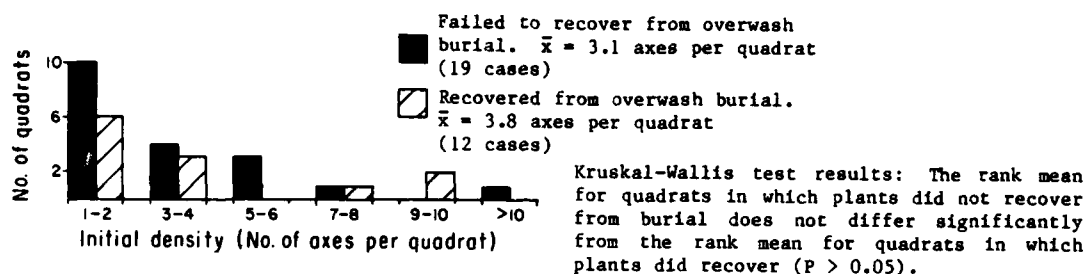 Failed to recover from overwash
burial. x̄ = 3.1 axes per quadrat
(19 cases)
Recovered from overwash burial.
x̄ = 3.8 axes per quadrat
(12 cases)
No. of quadrats
10
6
2
1-2 3-4 5-6 7-8 9-10 >10
Initial density (No. of axes per quadrat)
Kruskal-Wallis test results: The rank mean
for quadrats in which plants did not recover
from burial does not differ significantly
from the rank mean for quadrats in which
plants did recover (P > 0.05).